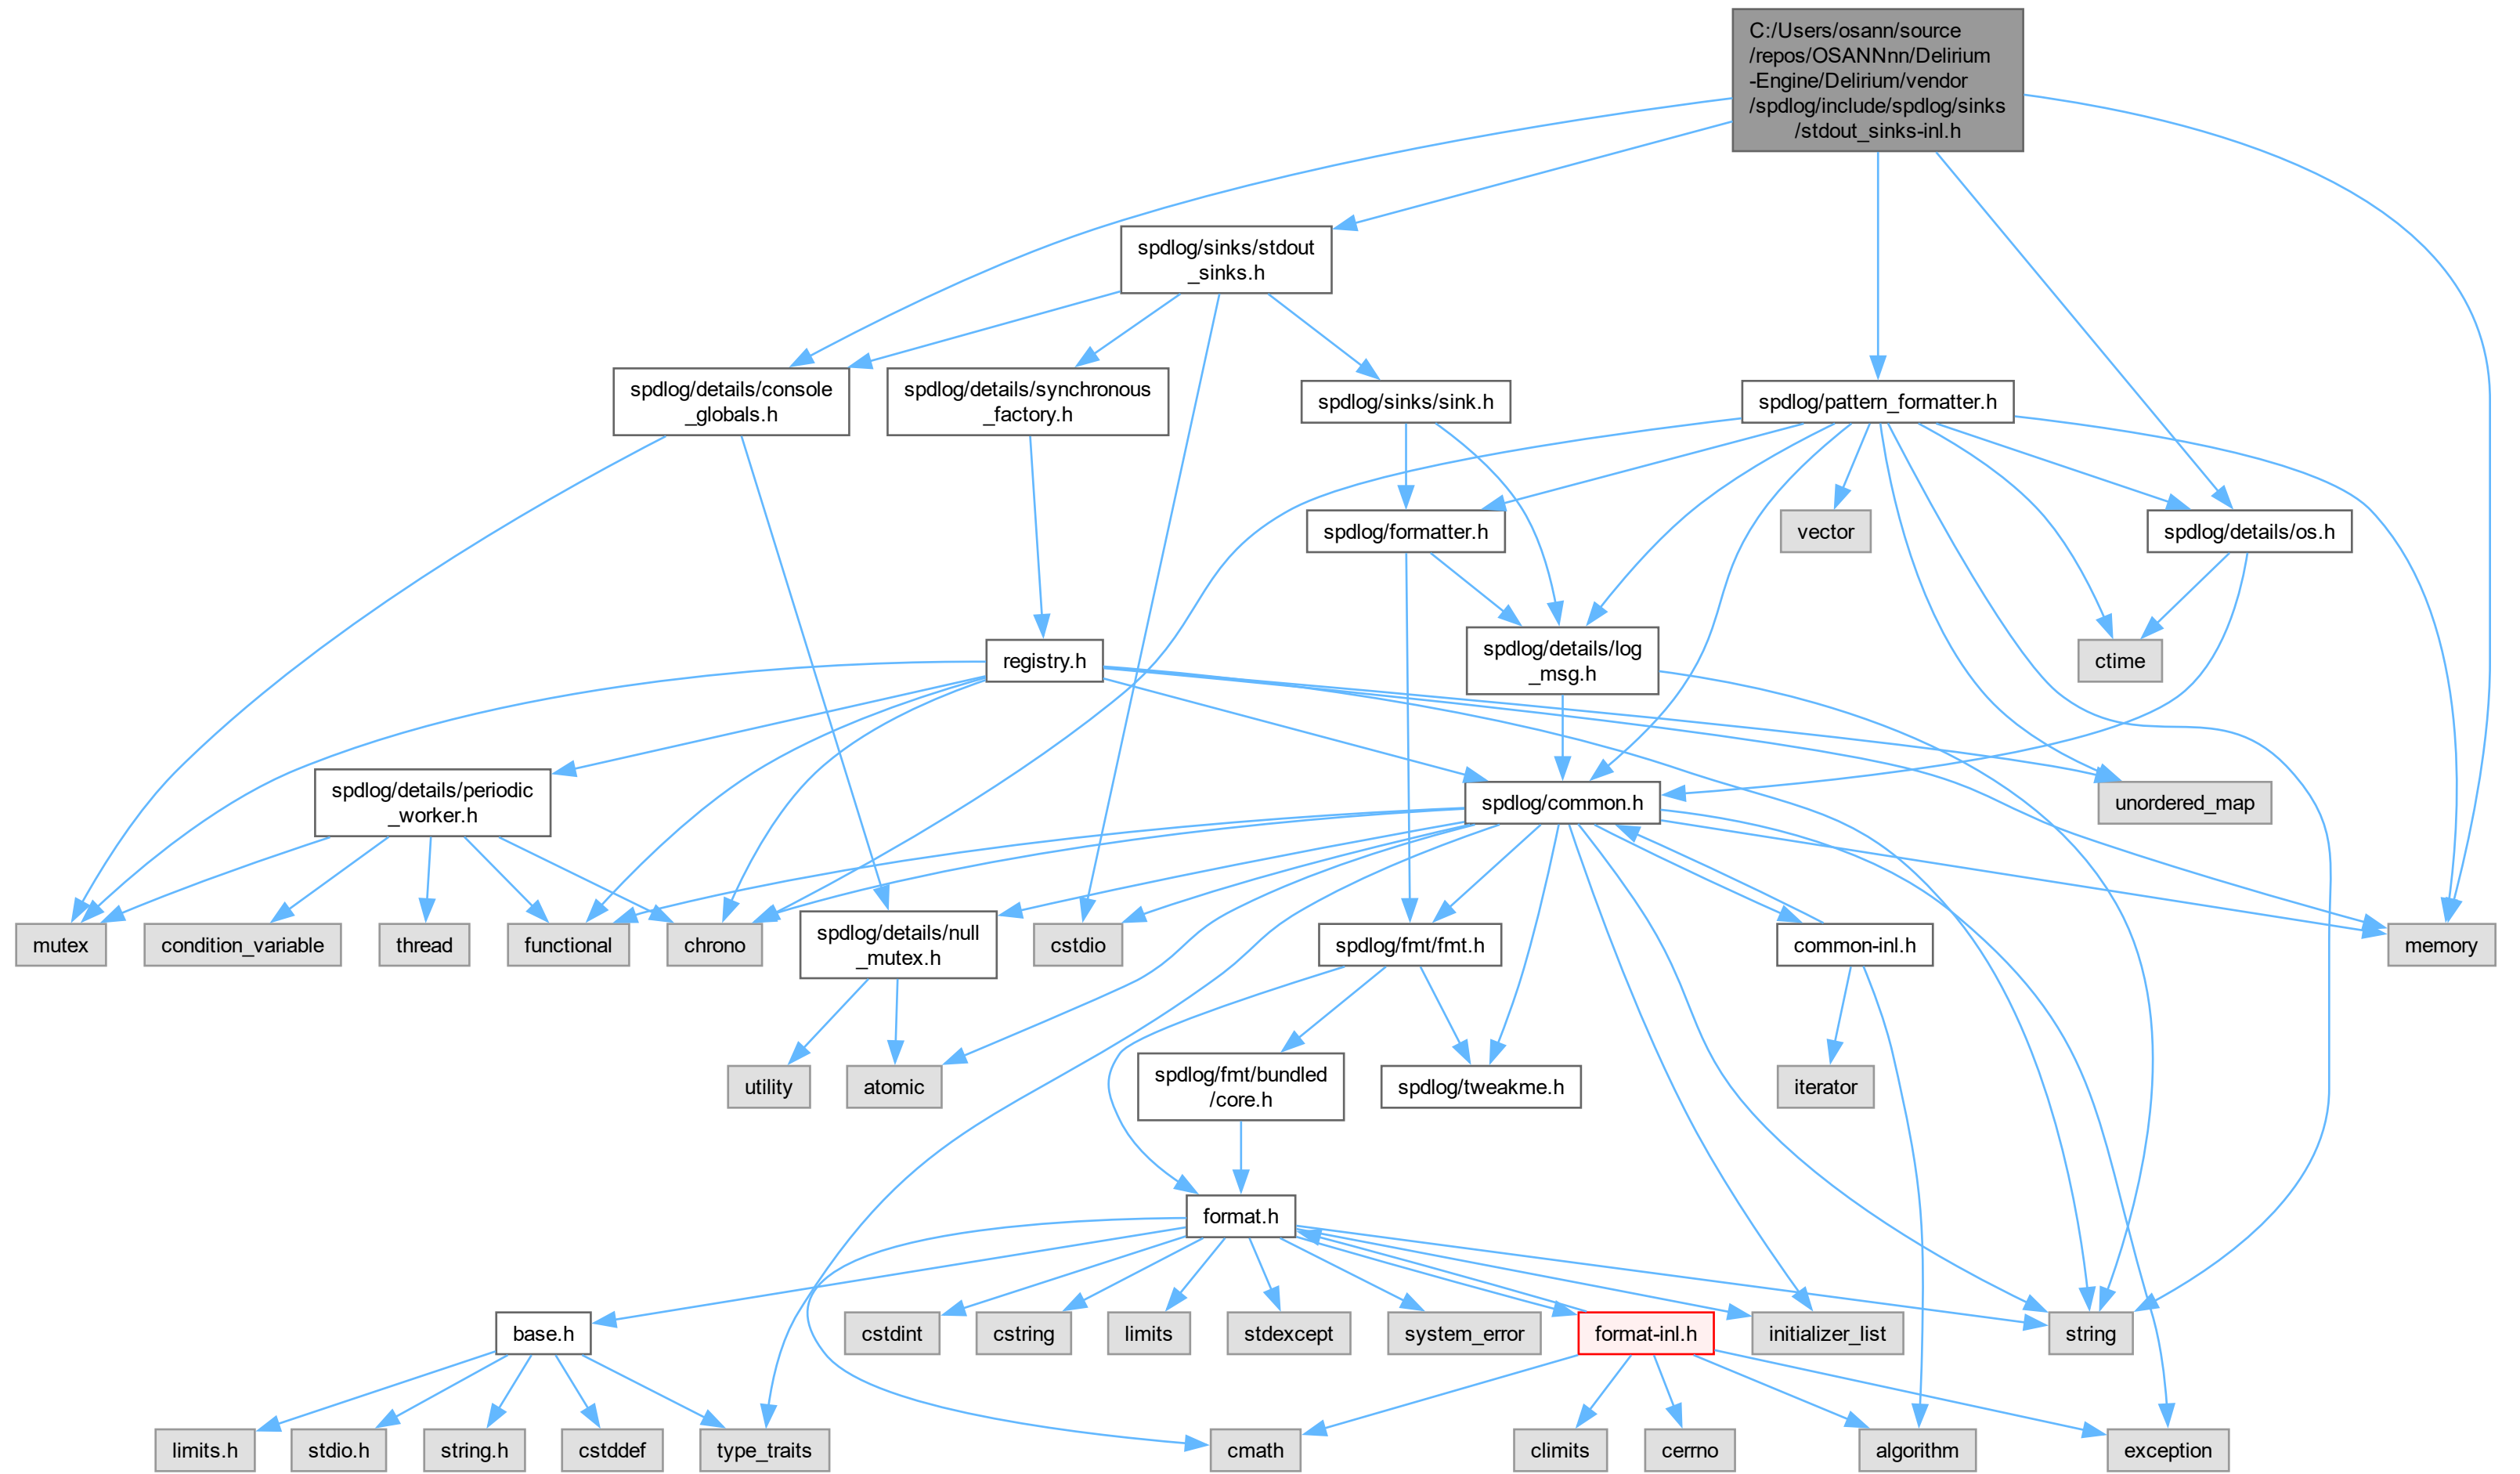 C:/Users/osann/source
/repos/OSANNnn/Delirium
-Engine/Delirium/vendor
/spdlog/include/spdlog/sinks
/stdout_sinks-inl.h
spdlog/sinks/stdout
_sinks.h
spdlog/details/console
_globals.h
spdlog/details/synchronous
_factory.h
spdlog/sinks/sink.h
spdlog/pattern_formatter.h
spdlog/formatter.h
vector
spdlog/details/os.h
registry.h
spdlog/details/log
_msg.h
ctime
spdlog/details/periodic
_worker.h
spdlog/common.h
unordered_map
mutex
condition_variable
thread
functional
chrono
spdlog/details/null
_mutex.h
cstdio
spdlog/fmt/fmt.h
common-inl.h
memory
utility
atomic
spdlog/fmt/bundled
/core.h
spdlog/tweakme.h
iterator
format.h
base.h
cstdint
cstring
limits
stdexcept
system_error
format-inl.h
initializer_list
string
limits.h
stdio.h
string.h
cstddef
type_traits
cmath
climits
cerrno
algorithm
exception